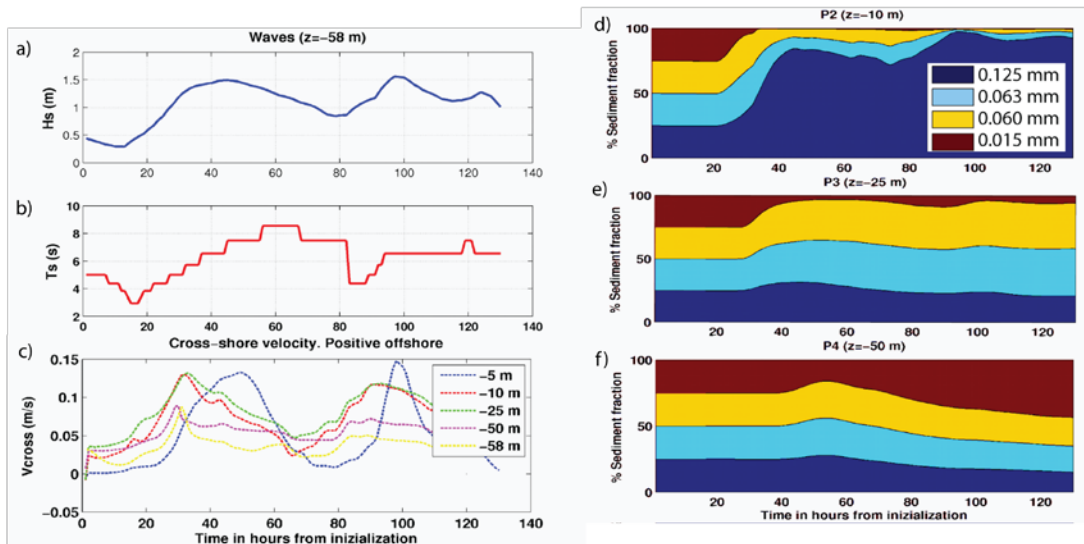 a)
Waves (z=-58 m)
2
1.5
1
0.5
0
Hs (m)
0 20 40 60 80 100 120 140
b)
10
8
6
4
2
Ts (s)
0 20 40 60 80 100 120 140
c)
Cross-shore velocity. Positive offshore
0.15
0.1
0.05
0
-0.05
Vcross (m/s)
-5 m
-10 m
-25 m
-50 m
-58 m
0 20 40 60 80 100 120 140
Time in hours from inizialization
d)
P2 (z=-10 m)
100
50
0
% Sediment fraction
0.125 mm
0.063 mm
0.060 mm
0.015 mm
20 40 60 80 100 120
e)
P3 (z=-25 m)
100
50
0
% Sediment fraction
20 40 60 80 100 120
f)
P4 (z=-50 m)
100
50
0
% Sediment fraction
20 40 60 80 100 120
Time in hours from inizialization